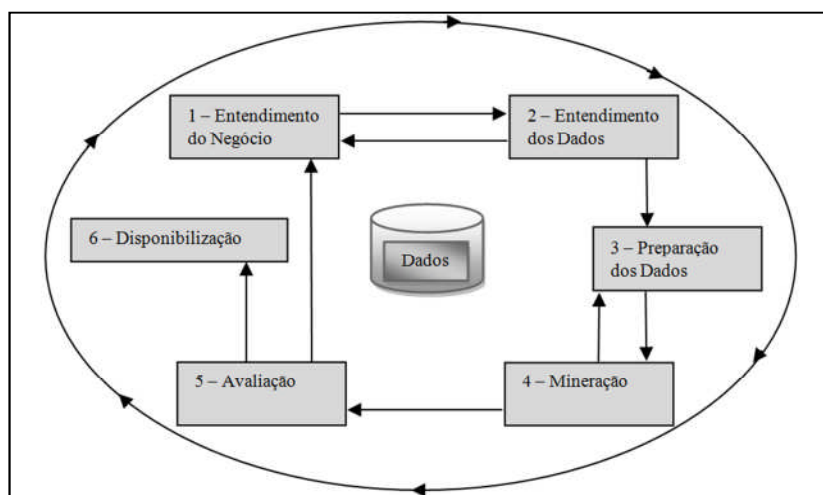 1 – Entendimento
do Negócio
2 – Entendimento
dos Dados
6 – Disponibilização
Dados
3 – Preparação
dos Dados
5 – Avaliação
4 – Mineração